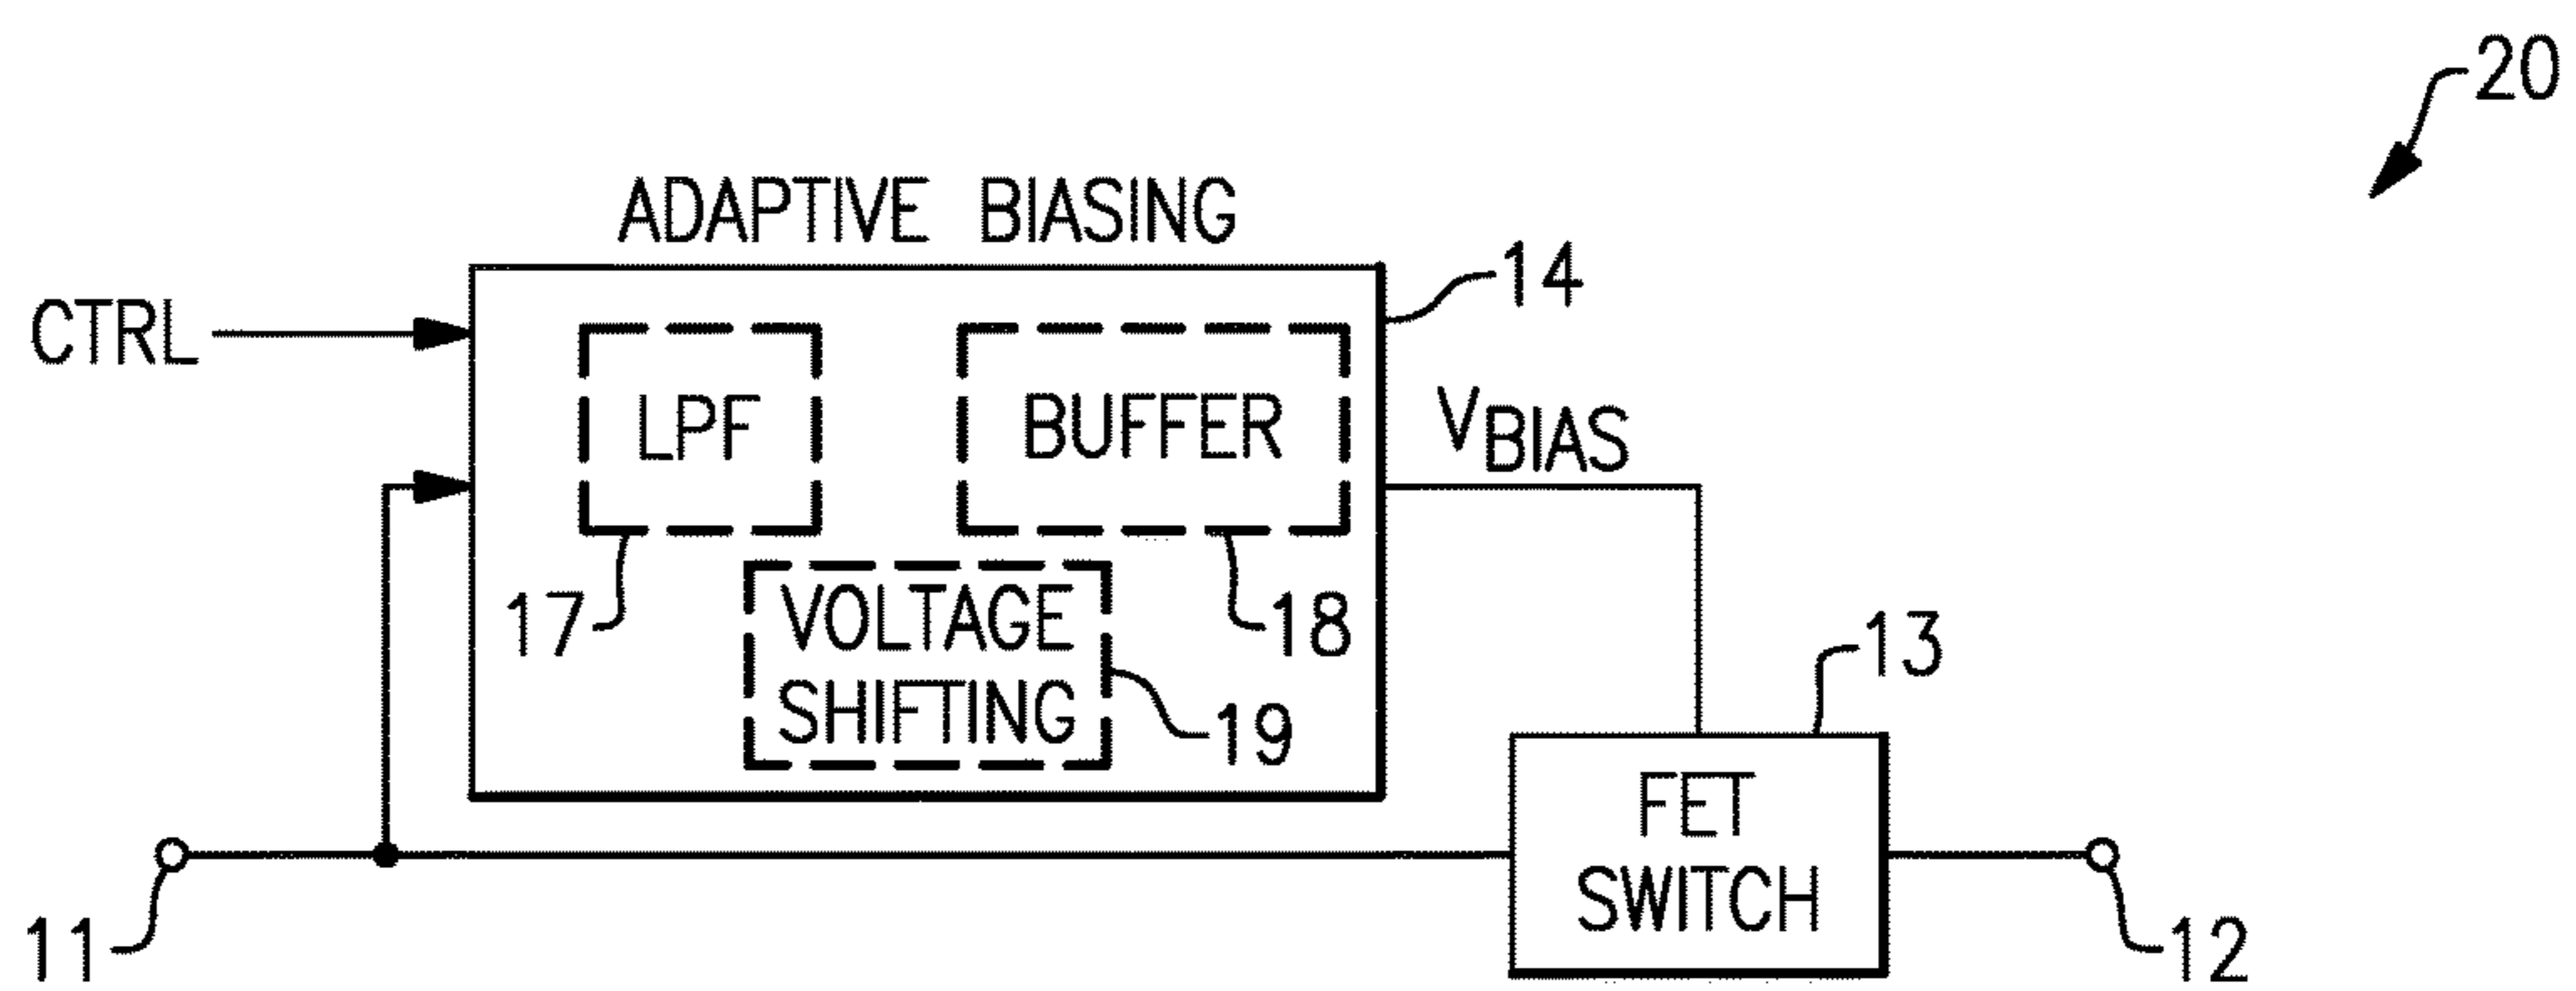 20
ADAPTIVE BIASING
14
CTRL
LPF
BUFFER
VBIAS
17
18
VOLTAGE
SHIFTING
19
13
FET
SWITCH
11
12